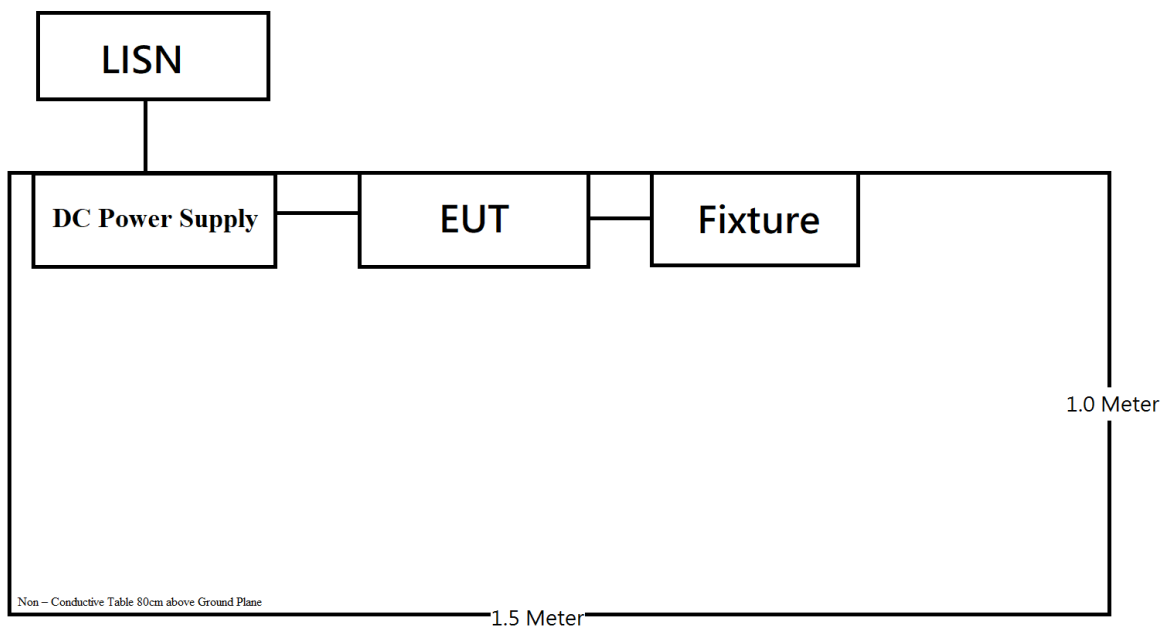 LISN
DC Power Supply
EUT
Fixture
1.0 Meter
Non – Conductive Table 80cm above Ground Plane
1.5 Meter